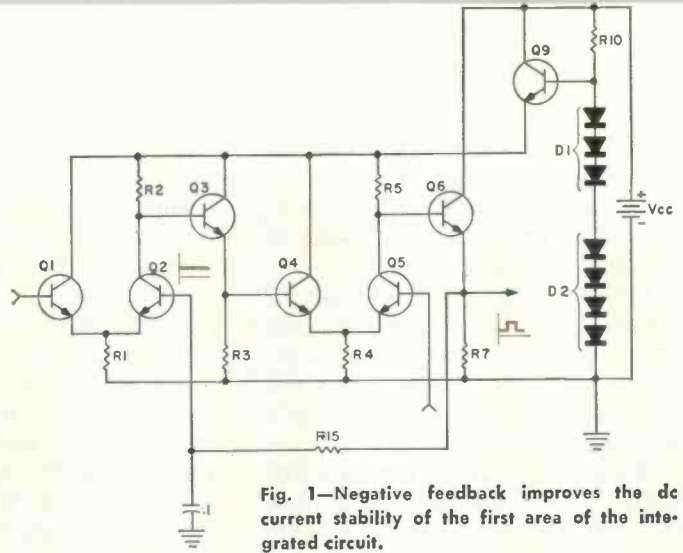 Q9
R10
D1
Vcc
+
-
D2
R2
Q3
R5
Q6
Q1
Q2
Q4
Q5
R1
R3
R4
R7
R15
.1
Fig. 1—Negative feedback improves the dc
current stability of the first area of the inte-
grated circuit.